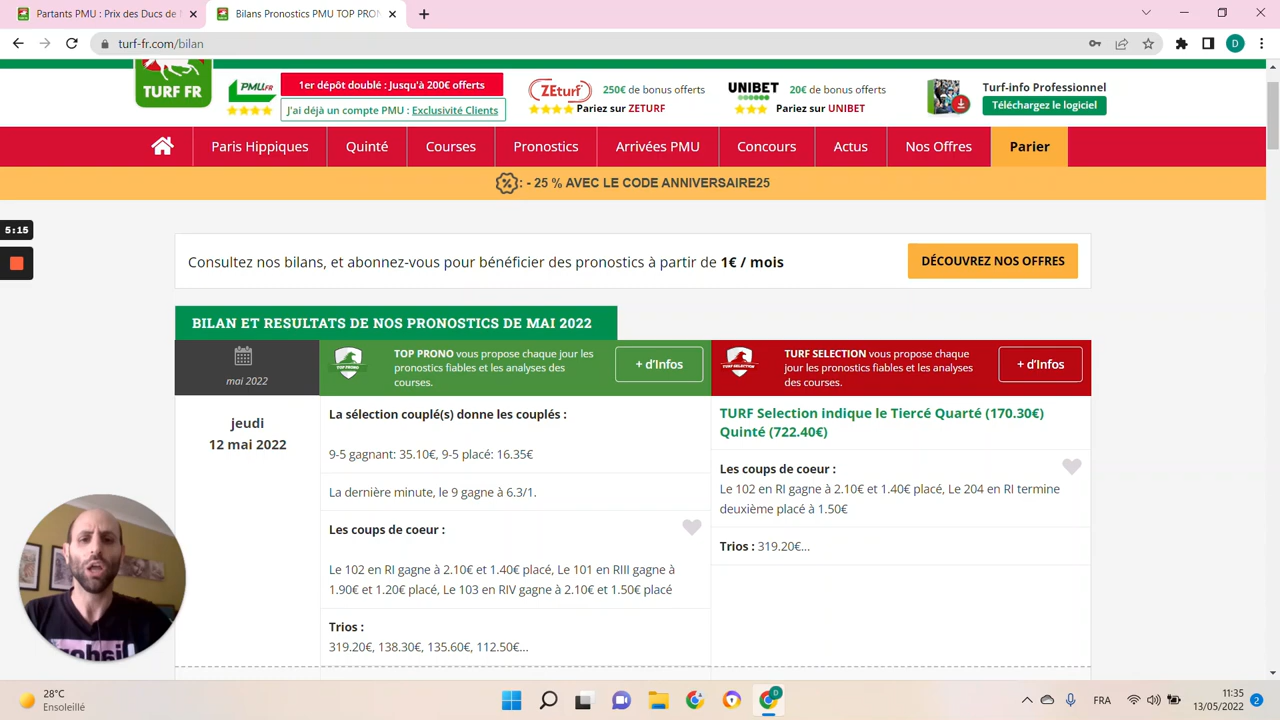 Partants PMU : Prix des Ducs de
Bilans Pronostics PMU TOP PRON
turf-fr.com/bilan
D
TURF FR
PMU.FR
1er dépôt doublé : Jusqu'à 200€ offerts
J'ai déjà un compte PMU : Exclusivité Clients
ZEturf
250€ de bonus offerts
Pariez sur ZETURF
UNIBET
20€ de bonus offerts
Pariez sur UNIBET
Turf-info Professionnel
Téléchargez le logiciel
Paris Hippiques
Quinté
Courses
Pronostics
Arrivées PMU
Concours
Actus
Nos Offres
Parier
: - 25 % AVEC LE CODE ANNIVERSAIRE25
5:15
Consultez nos bilans, et abonnez-vous pour bénéficier des pronostics à partir de 1€ / mois
DÉCOUVREZ NOS OFFRES
BILAN ET RESULTATS DE NOS PRONOSTICS DE MAI 2022
mai 2022
TOP PRONO
TOP PRONO vous propose chaque jour les
pronostics fiables et les analyses des
courses.
+ d'Infos
TURF SELECTION
TURF SELECTION vous propose chaque
jour les pronostics fiables et les analyses
des courses.
+ d'Infos
jeudi
12 mai 2022
La sélection couplé(s) donne les couplés :
9-5 gagnant: 35.10€, 9-5 placé: 16.35€
La dernière minute, le 9 gagne à 6.3/1.
Les coups de coeur :
Le 102 en RI gagne à 2.10€ et 1.40€ placé, Le 101 en RIII gagne à
1.90€ et 1.20€ placé, Le 103 en RIV gagne à 2.10€ et 1.50€ placé
Trios :
319.20€, 138.30€, 135.60€, 112.50€...
TURF Selection indique le Tiercé Quarté (170.30€)
Quinté (722.40€)
Les coups de coeur :
Le 102 en RI gagne à 2.10€ et 1.40€ placé, Le 204 en RI termine
deuxième placé à 1.50€
Trios : 319.20€...
28°C
Ensoleillé
D
FRA
11:35
13/05/2022
2